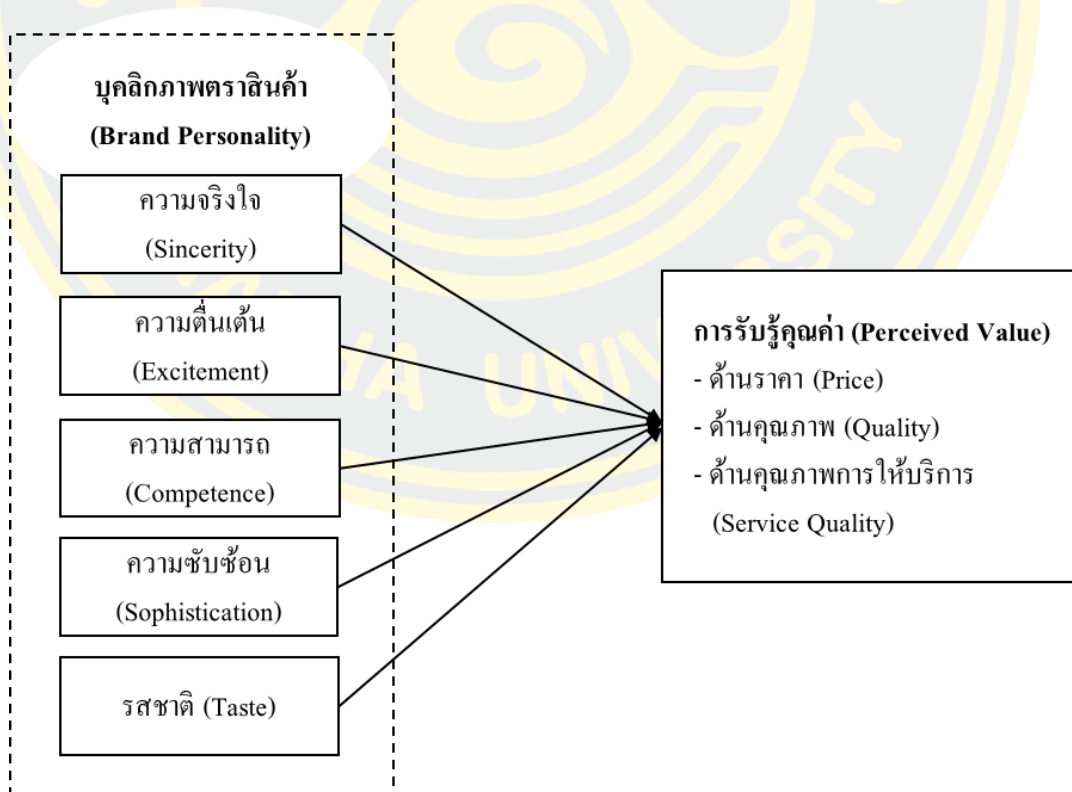 บุคลิกภาพตราสินค้า
(Brand Personality)
ความจริงใจ
(Sincerity)
ความตื่นเต้น
(Excitement)
ความสามารถ
(Competence)
ความซับซ้อน
(Sophistication)
รสชาติ (Taste)
การรับรู้คุณค่า (Perceived Value)
- ด้านราคา (Price)
- ด้านคุณภาพ (Quality)
- ด้านคุณภาพการให้บริการ
(Service Quality)
HA UNIVERSITY